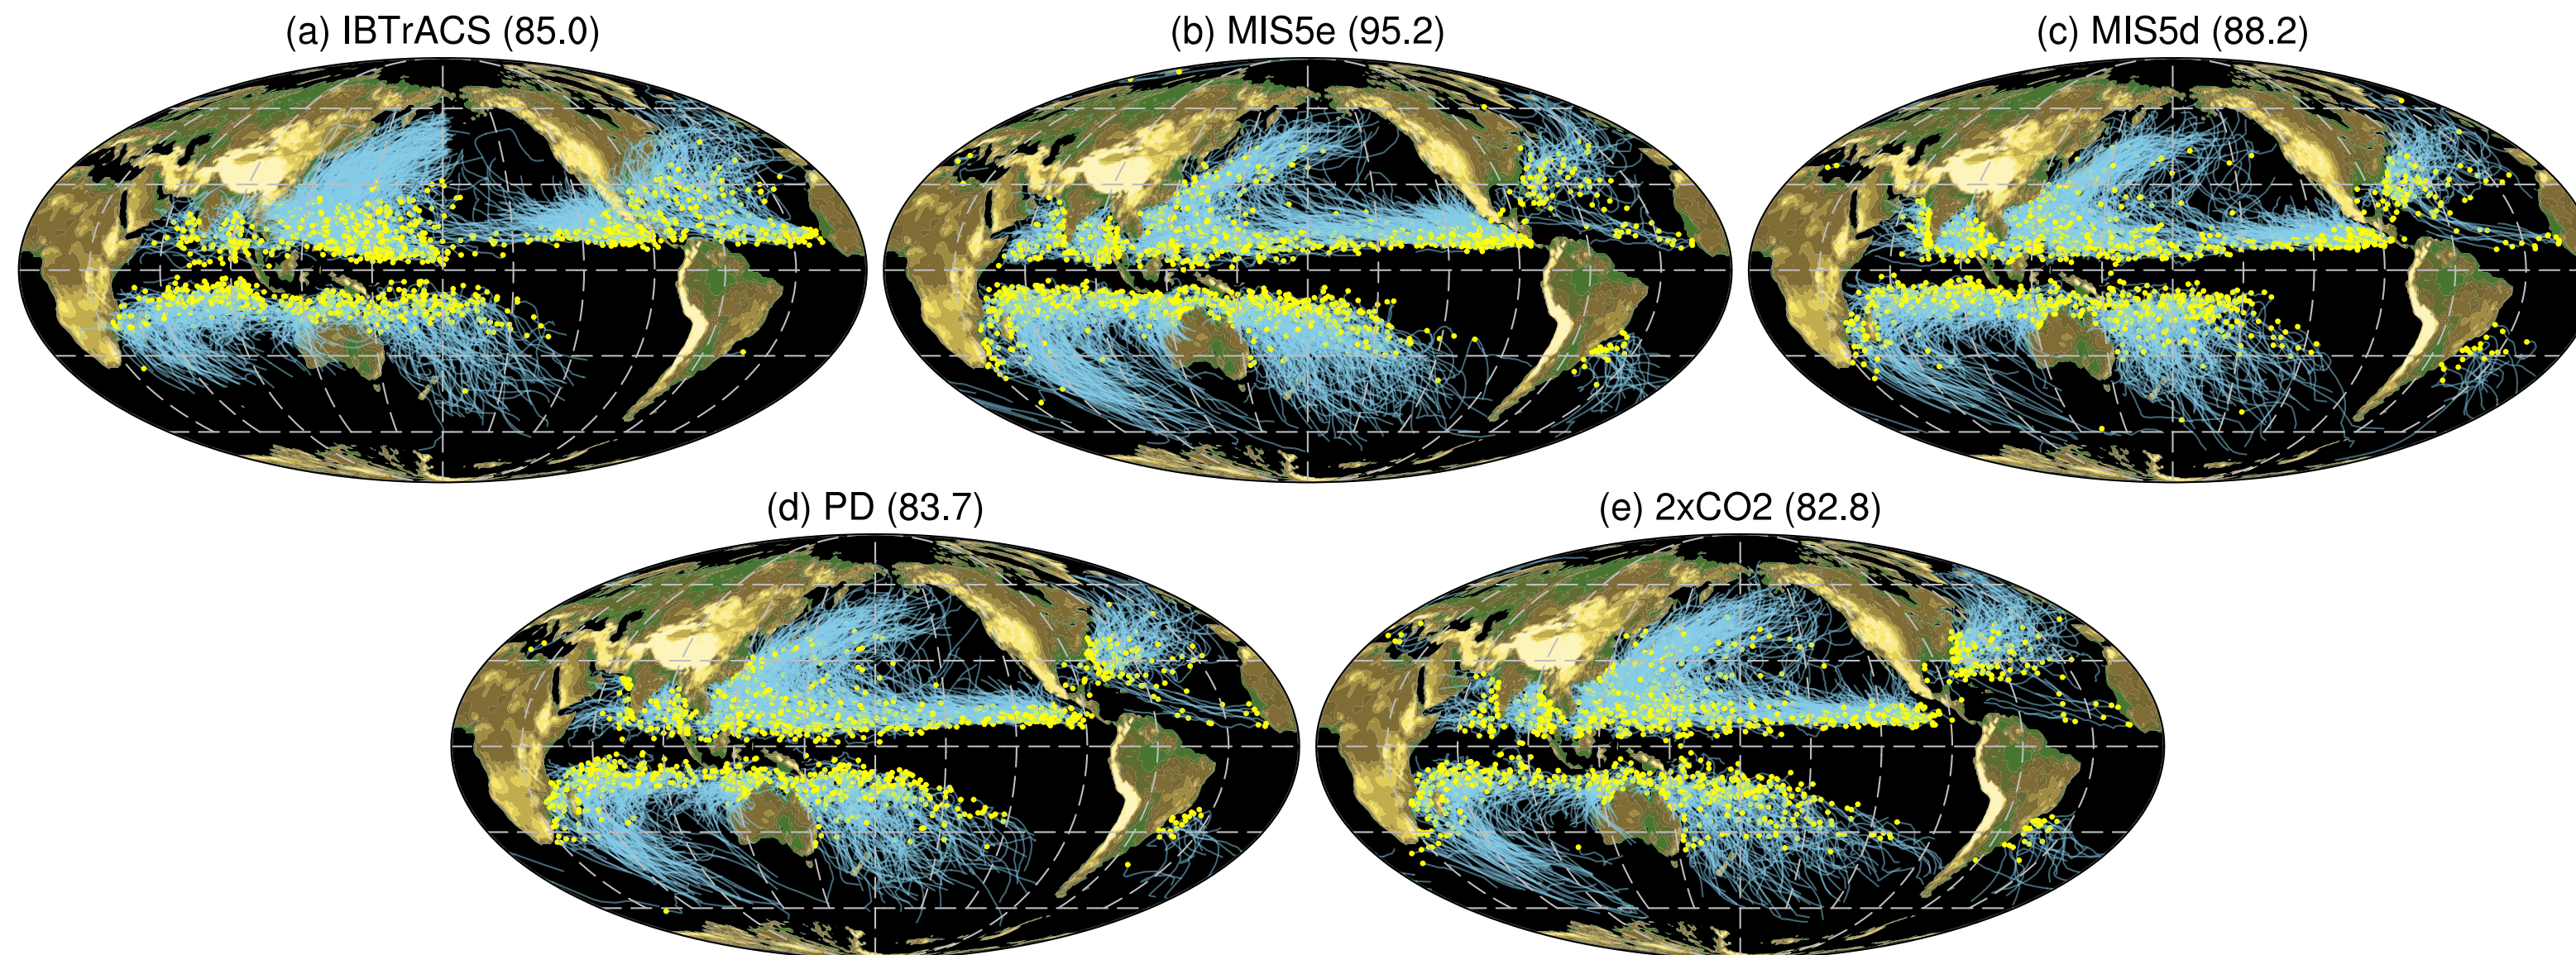 (a) IBTrACS (85.0)
(b) MIS5e (95.2)
(c) MIS5d (88.2)
(d) PD (83.7)
(e) 2xCO2 (82.8)